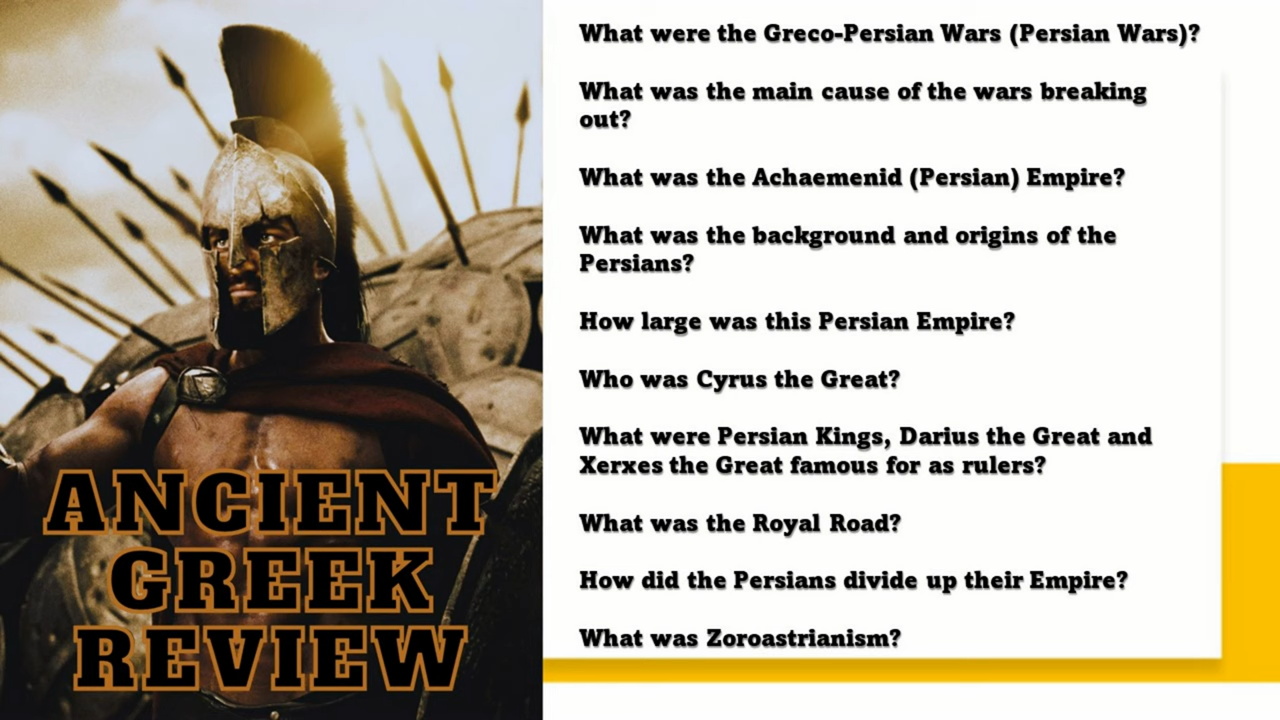 ANCIENT
GREEK
REVIEW
What were the Greco-Persian Wars (Persian Wars)?
What was the main cause of the wars breaking
out?
What was the Achaemenid (Persian) Empire?
What was the background and origins of the
Persians?
How large was this Persian Empire?
Who was Cyrus the Great?
What were Persian Kings, Darius the Great and
Xerxes the Great famous for as rulers?
What was the Royal Road?
How did the Persians divide up their Empire?
What was Zoroastrianism?